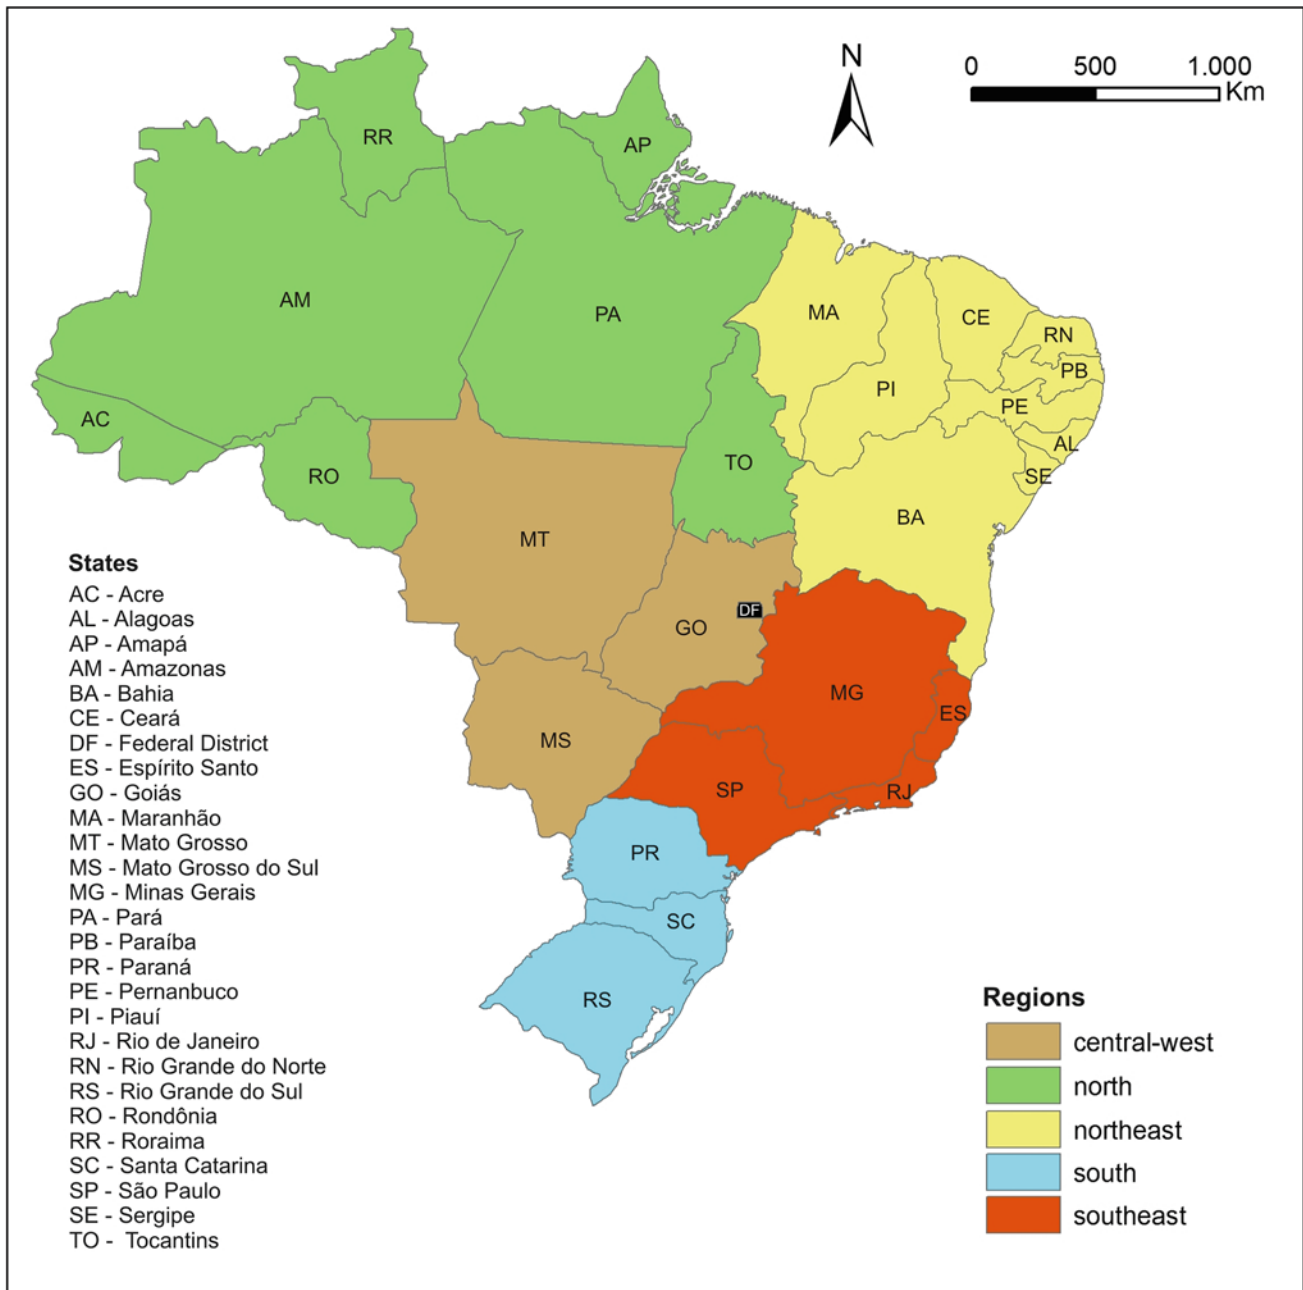 N
0 500 1.000
Km
RR
AP
AM
PA
MA
CE
RN
PB
PI
PE
AC
AL
TO
RO
SE
BA
MT
DF
GO
MG
ES
MS
SP
RJ
PR
SC
RS
States
AC - Acre
AL - Alagoas
AP - Amapá
AM - Amazonas
BA - Bahia
CE - Ceará
DF - Federal District
ES - Espírito Santo
GO - Goiás
MA - Maranhão
MT - Mato Grosso
MS - Mato Grosso do Sul
MG - Minas Gerais
PA - Pará
PB - Paraíba
PR - Paraná
PE - Pernanbuco
PI - Piauí
RJ - Rio de Janeiro
RN - Rio Grande do Norte
RS - Rio Grande do Sul
RO - Rondônia
RR - Roraima
SC - Santa Catarina
SP - São Paulo
SE - Sergipe
TO - Tocantins
Regions
central-west
north
northeast
south
southeast